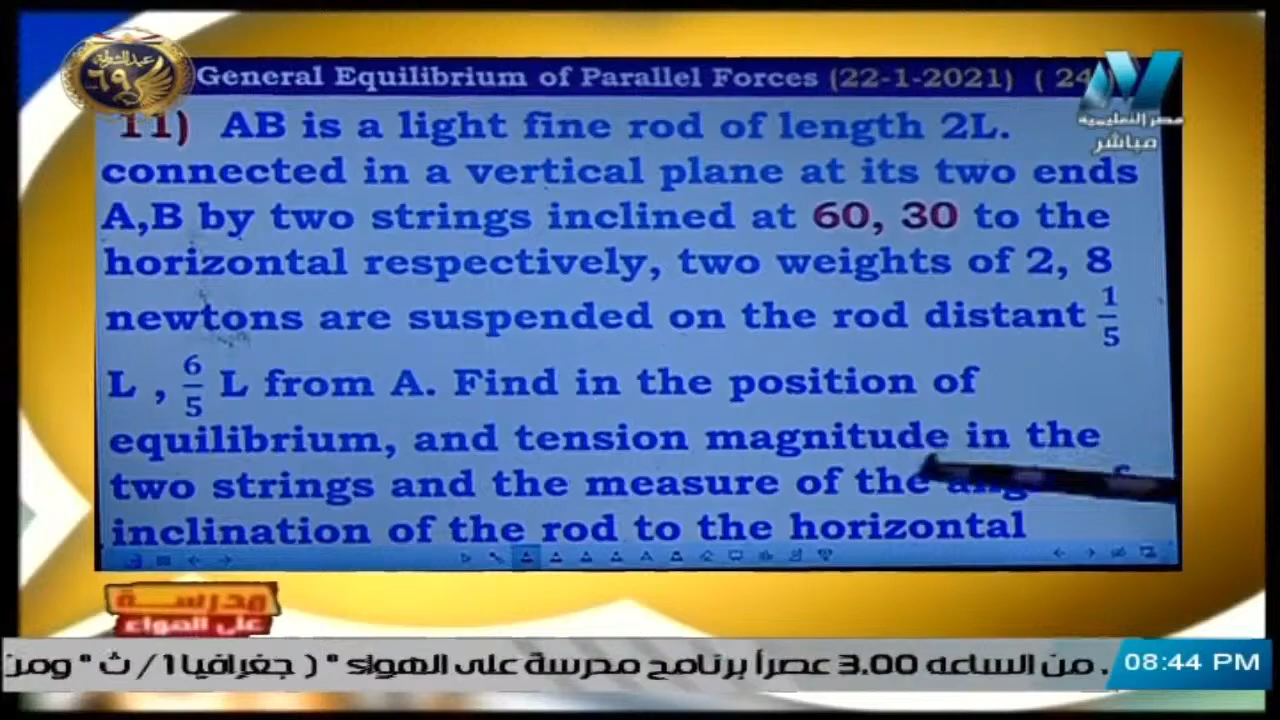 عيد الشرطة
٦٩
General Equilibrium of Parallel Forces (22-1-2021) ( 24
مصر التعليمية
مباشر
11) AB is a light fine rod of length 2L.
connected in a vertical plane at its two ends
A,B by two strings inclined at 60, 30 to the
horizontal respectively, two weights of 2, 8
newtons are suspended on the rod distant 1/5
L , 6/5 L from A. Find in the position of
equilibrium, and tension magnitude in the
two strings and the measure of the
inclination of the rod to the horizontal
مدرسة
على الهواء
. من الساعه 3.00 عصراً برنامج مدرسة على الهواء " ( جغرافيا 1 / ث " ومن
08:44 PM